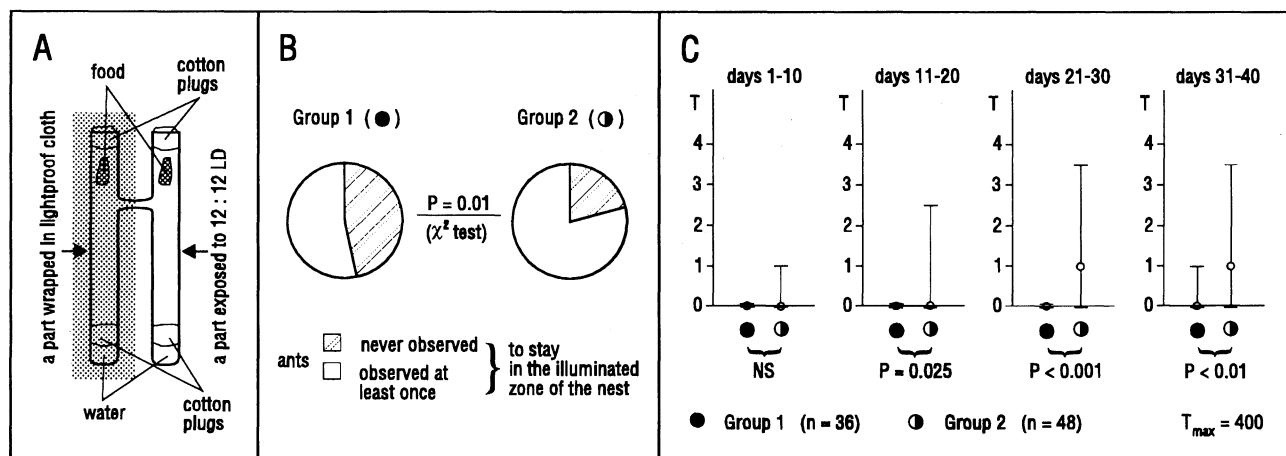 A
food
cotton
plugs
a part wrapped in lightproof cloth
a part exposed to 12 : 12 LD
water
cotton
plugs
B
Group 1 ( )
Group 2 ( )
P = 0.01
(χ² test)
ants
never observed
observed at
least once
to stay
in the illuminated
zone of the nest
C
days 1-10
days 11-20
days 21-30
days 31-40
T
4
3
2
1
0
T
4
3
2
1
0
T
4
3
2
1
0
T
4
3
2
1
0
NS
P = 0.025
P < 0.001
P < 0.01
Group 1 (n = 36)
Group 2 (n = 48)
Tmax = 400